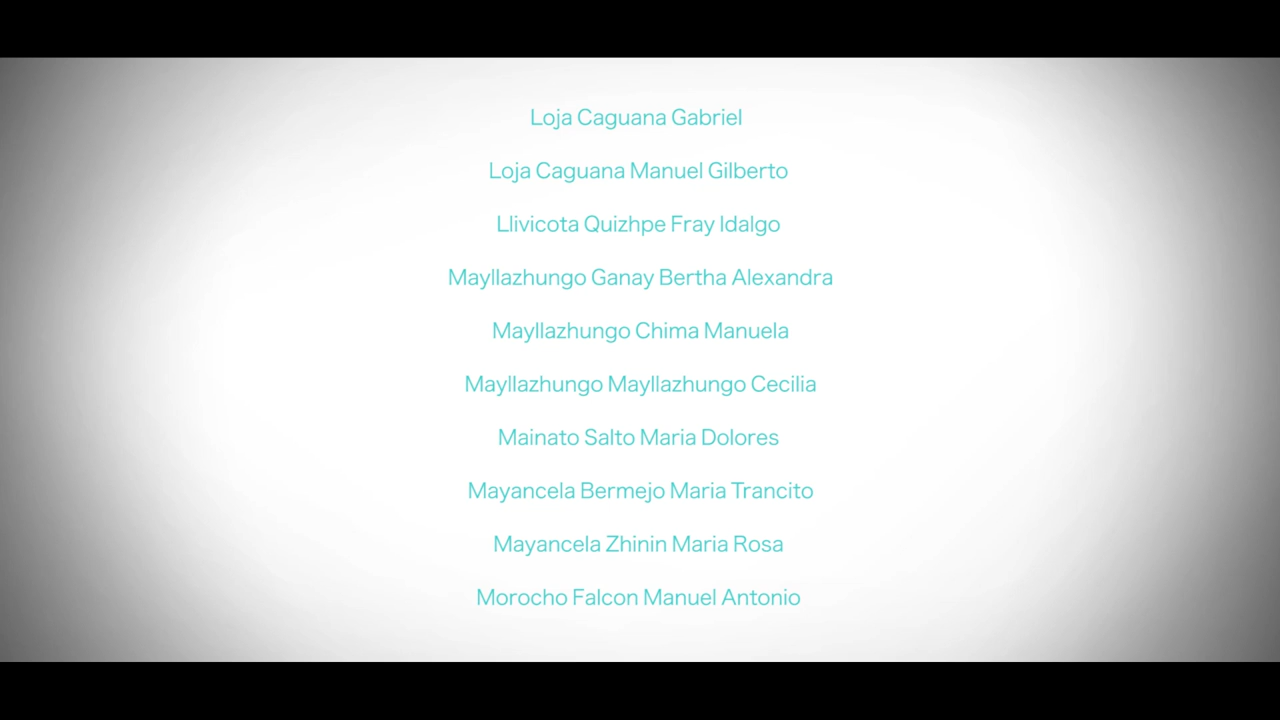 Loja Caguana Gabriel
Loja Caguana Manuel Gilberto
Llivicota Quizhpe Fray Idalgo
Mayllazhungo Ganay Bertha Alexandra
Mayllazhungo Chima Manuela
Mayllazhungo Mayllazhungo Cecilia
Mainato Salto Maria Dolores
Mayancela Bermejo Maria Trancito
Mayancela Zhinin Maria Rosa
Morocho Falcon Manuel Antonio